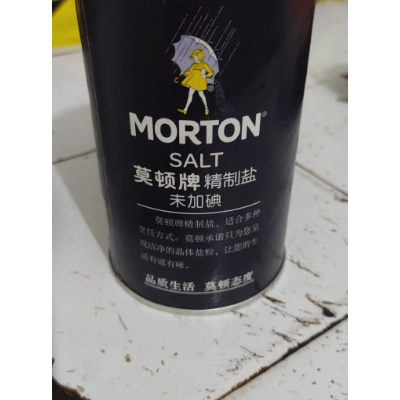 MORTON®
SALT
莫顿牌 精制盐
未加碘
莫顿牌精制盐，适合多种
烹饪方式。莫顿承诺只为您呈
现洁净的晶体盐粒，让您的生
活有滋有味。
品质生活 莫顿态度